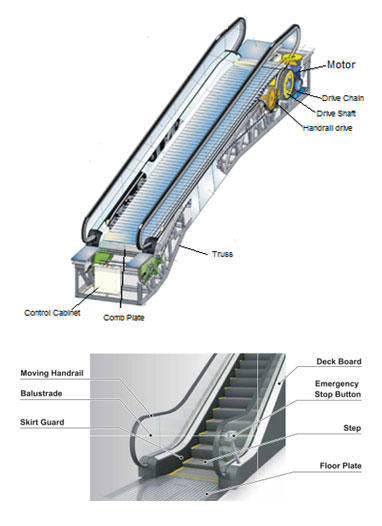 Motor
Drive Chain
Drive Shaft
Handrail drive
Truss
Control Cabinet
Comb Plate
Moving Handrail
Deck Board
Balustrade
Emergency
Stop Button
Skirt Guard
Step
Floor Plate